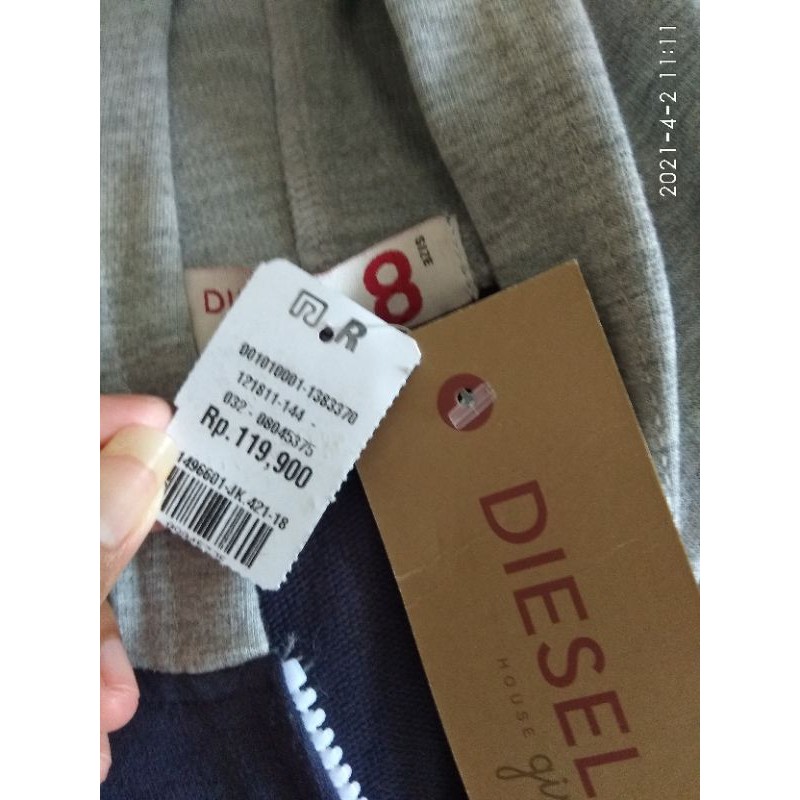 2021-4-2 11:11
SIZE
8
DI
R
D01010001-1383370
121811-144 -
032 - 08045375
Rp.119,900
1496601-JK 421-18
DIESEL
HOUSE